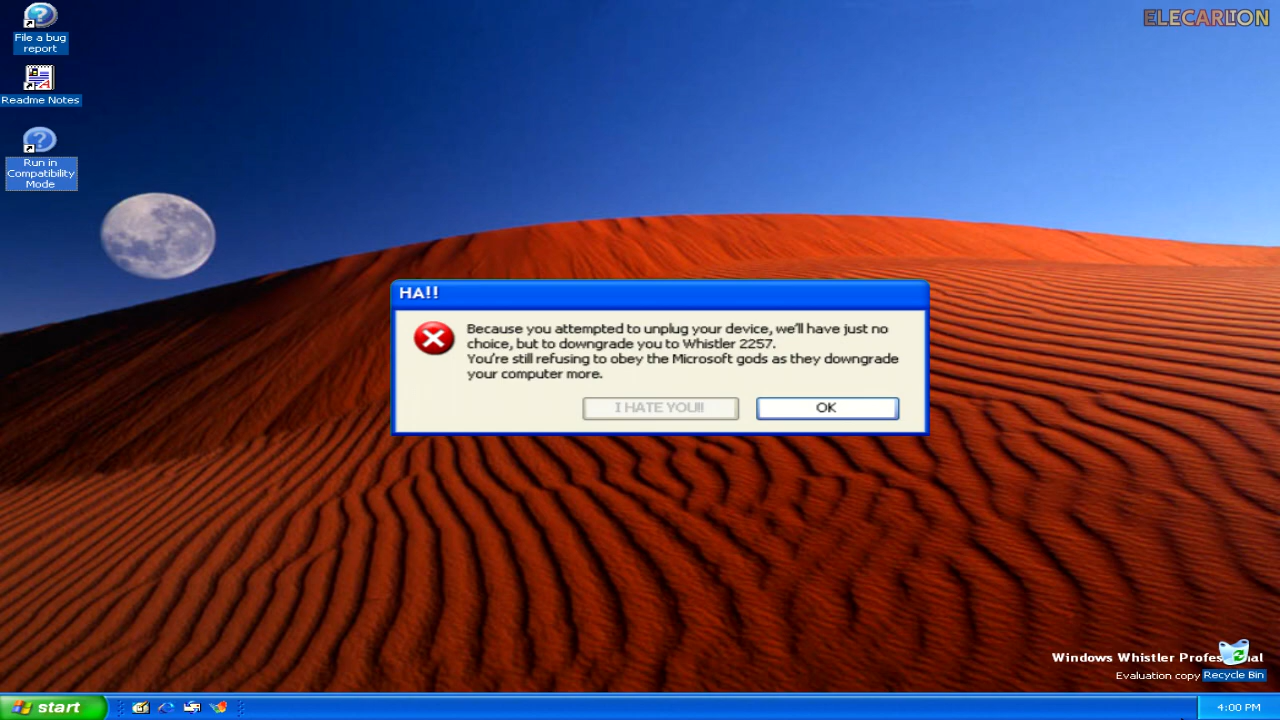 File a bug
report
ELECARLION
Readme Notes
Run in
Compatibility
Mode
HA!!
Because you attempted to unplug your device, we'll have just no
choice, but to downgrade you to Whistler 2257.
You're still refusing to obey the Microsoft gods as they downgrade
your computer more.
I HATE YOU!!!
OK
Windows Whistler Professional
Evaluation copy
Recycle Bin
start
4:00 PM